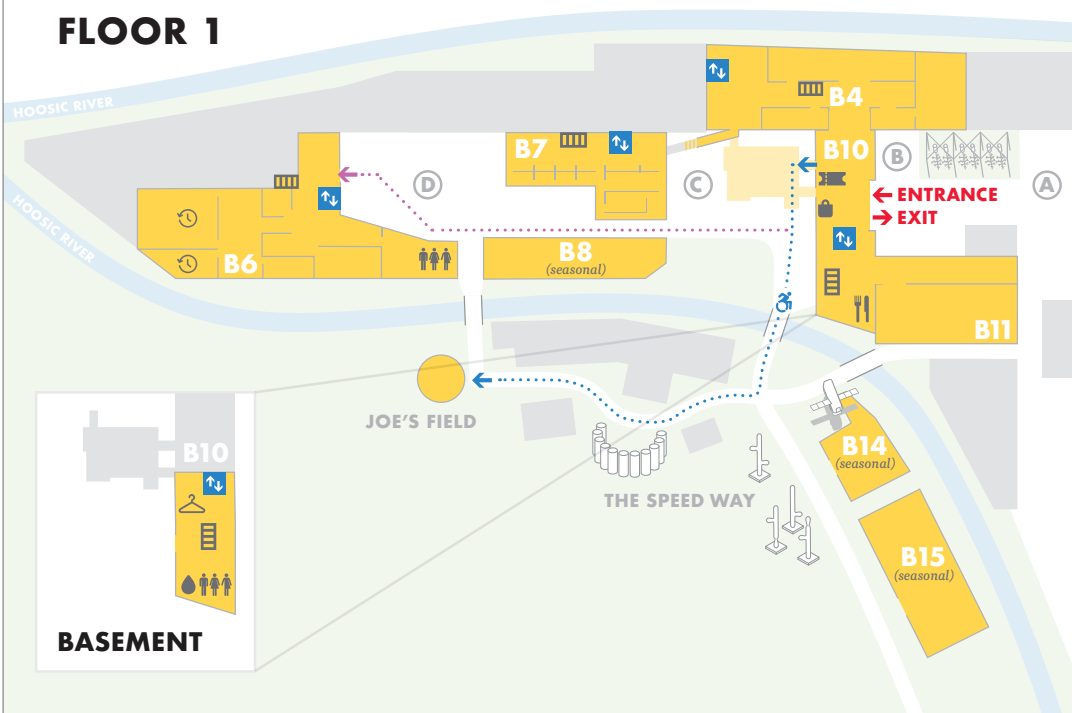 FLOOR 1
HOOSIC RIVER
B4
B7
B10
B
A
D
C
ENTRANCE
EXIT
HOOSIC RIVER
B6
B8
(seasonal)
B11
JOE'S FIELD
B14
(seasonal)
B10
THE SPEED WAY
B15
(seasonal)
BASEMENT